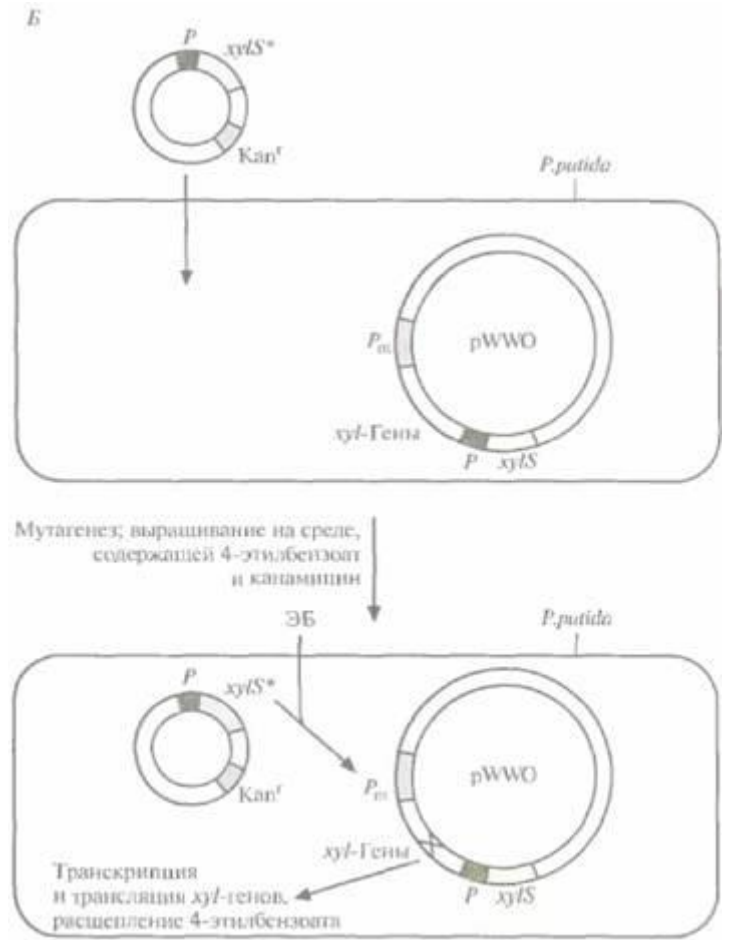 Б
P
xylS*
Kanʳ
P.putida
pWWO
Pm
xyl-Гены
P xylS
Мутагенез; выращивание на среде,
содержащей 4-этилбензоат
и канамицин
ЭБ
P.putida
P
xylS*
Kanʳ
pWWO
Pm
xyl-Гены
Транскрипция
и трансляция xyl-генов,
расщепление 4-этилбензоата
P xylS